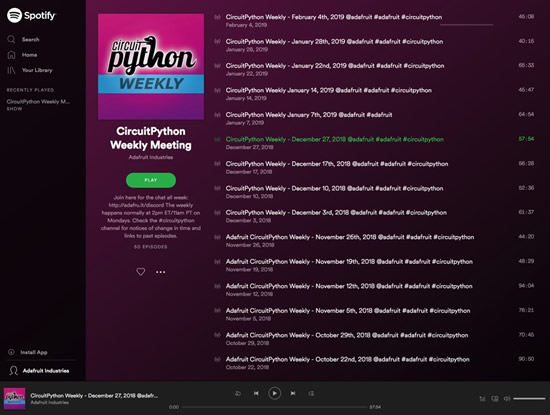 Spotify
Search
Home
Your Library
RECENTLY PLAYED
CircuitPython Weekly M...
SHOW
Install App
Adafruit Industries
circuit
python
WEEKLY
CircuitPython
Weekly Meeting
Adafruit Industries
PLAY
Join here for the chat all week:
http://adafru.it/discord The weekly
happens normally at 2pm ET/11am PT on
Mondays. Check the #circuitpython
channel for notices of change in time and
links to past episodes.
50 EPISODES
CircuitPython Weekly - February 4th, 2019 @adafruit #adafruit #circuitpython 45:08
February 4, 2019
CircuitPython Weekly - January 28th, 2019 @adafruit #adafruit #circuitpython 40:15
January 28, 2019
CircuitPython Weekly - January 22nd, 2019 @adafruit #adafruit #circuitpython 65:33
January 22, 2019
CircuitPython Weekly January 14, 2019 @adafruit #adafruit #circuitpython 45:47
January 14, 2019
CircuitPython Weekly January 7th, 2019 @adafruit #adafruit 64:54
January 7, 2019
CircuitPython Weekly - December 27, 2018 @adafruit #adafruit #circuitpython 57:54
December 27, 2018
CircuitPython Weekly - December 17th, 2018 @adafruit #adafruit #circuitpython 56:28
December 17, 2018
CircuitPython Weekly - December 10, 2018 @adafruit #adafruit #circuitpython 52:36
December 10, 2018
CircuitPython Weekly - December 3rd, 2018 @adafruit #adafruit #circuitpython 61:37
December 3, 2018
Adafruit CircuitPython Weekly - November 26th, 2018 @adafruit #adafruit #circuitpython 44:20
November 26, 2018
Adafruit CircuitPython Weekly - November 19th, 2018 @adafruit #adafruit #circuitpython 48:29
November 19, 2018
Adafruit CircuitPython Weekly - November 12th, 2018 @adafruit #adafruit #circuitpython 94:04
November 12, 2018
Adafruit CircuitPython Weekly - November 5th, 2018 @adafruit #adafruit #circuitpython 76:21
November 5, 2018
Adafruit CircuitPython Weekly - October 29th, 2018 @adafruit #adafruit #circuitpython 70:45
October 29, 2018
Adafruit CircuitPython Weekly - October 22nd, 2018 @adafruit #adafruit #circuitpython 90:50
October 22, 2018
CircuitPython Weekly - December 27, 2018 @adafr...
Adafruit Industries
0:00
57:54